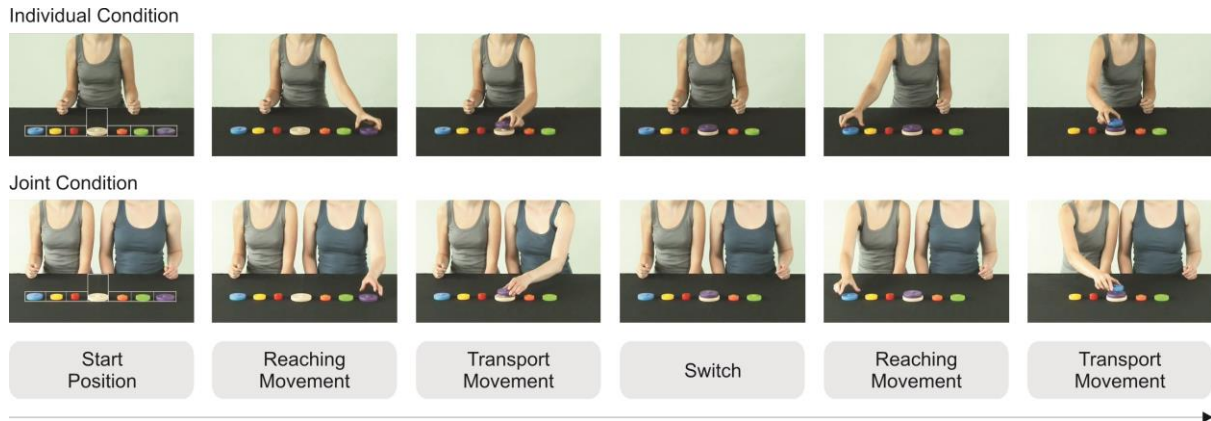 Individual Condition
Joint Condition
Start
Position
Reaching
Movement
Transport
Movement
Switch
Reaching
Movement
Transport
Movement